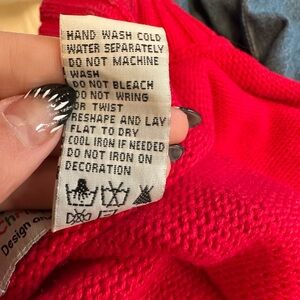 HAND WASH COLD
WATER SEPARATELY
DO NOT MACHINE
WASH
DO NOT BLEACH
DO NOT WRING
OR TWIST
RESHAPE AND LAY
FLAT TO DRY
COOL IRON IF NEEDED
DO NOT IRON ON
DECORATION
Design